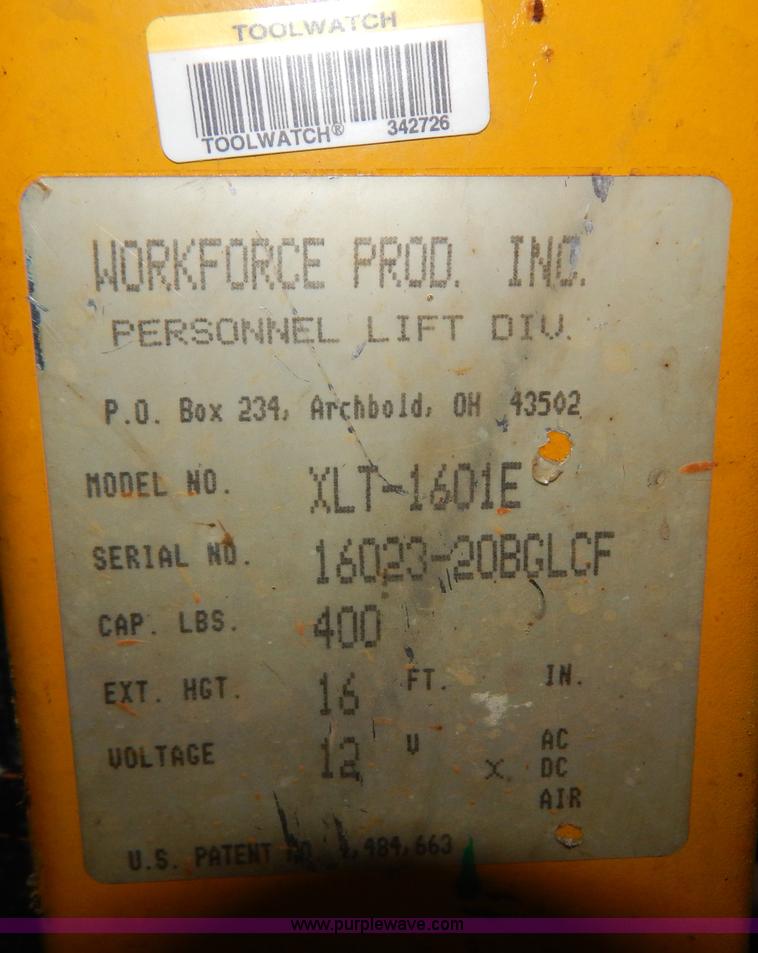 TOOLWATCH
TOOLWATCH® 342726
WORKFORCE PROD. INC.
PERSONNEL LIFT DIV.
P.O. Box 234, Archbold, OH 43502
MODEL NO. XLT-1601E
SERIAL NO. 16023-20BGLCF
CAP. LBS. 400
EXT. HGT. 16 FT. IN.
VOLTAGE 12 V AC
X DC
AIR
U.S. PATENT ,484,663
www.purplewave.com